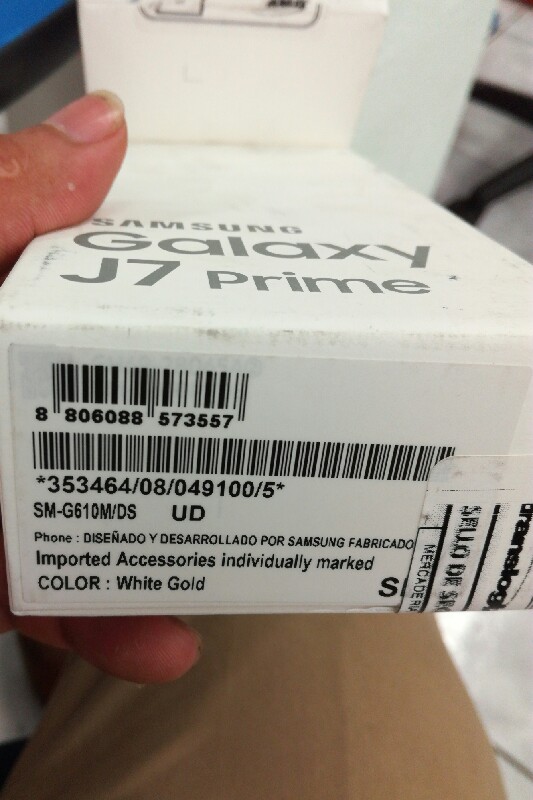 SAMSUNG
Galaxy
J7 Prime
8 806088 573557
*353464/08/049100/5*
SM-G610M/DS UD
Phone : DISEÑADO Y DESARROLLADO POR SAMSUNG FABRICADO
Imported Accessories individually marked
COLOR : White Gold